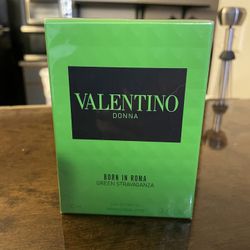 VALENTINO
DONNA
BORN IN ROMA
GREEN STRAVAGANZA